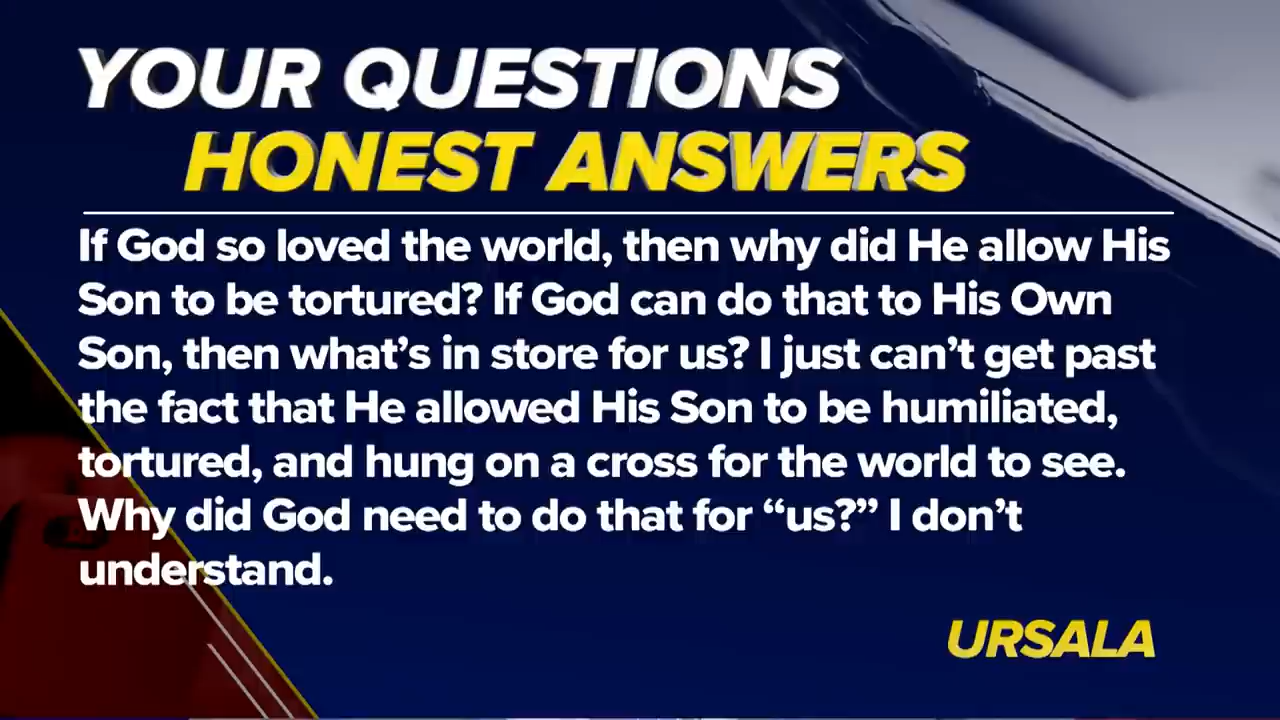 YOUR QUESTIONS
HONEST ANSWERS
If God so loved the world, then why did He allow His
Son to be tortured? If God can do that to His Own
Son, then what’s in store for us? I just can’t get past
the fact that He allowed His Son to be humiliated,
tortured, and hung on a cross for the world to see.
Why did God need to do that for “us?” I don’t
understand.
URSALA